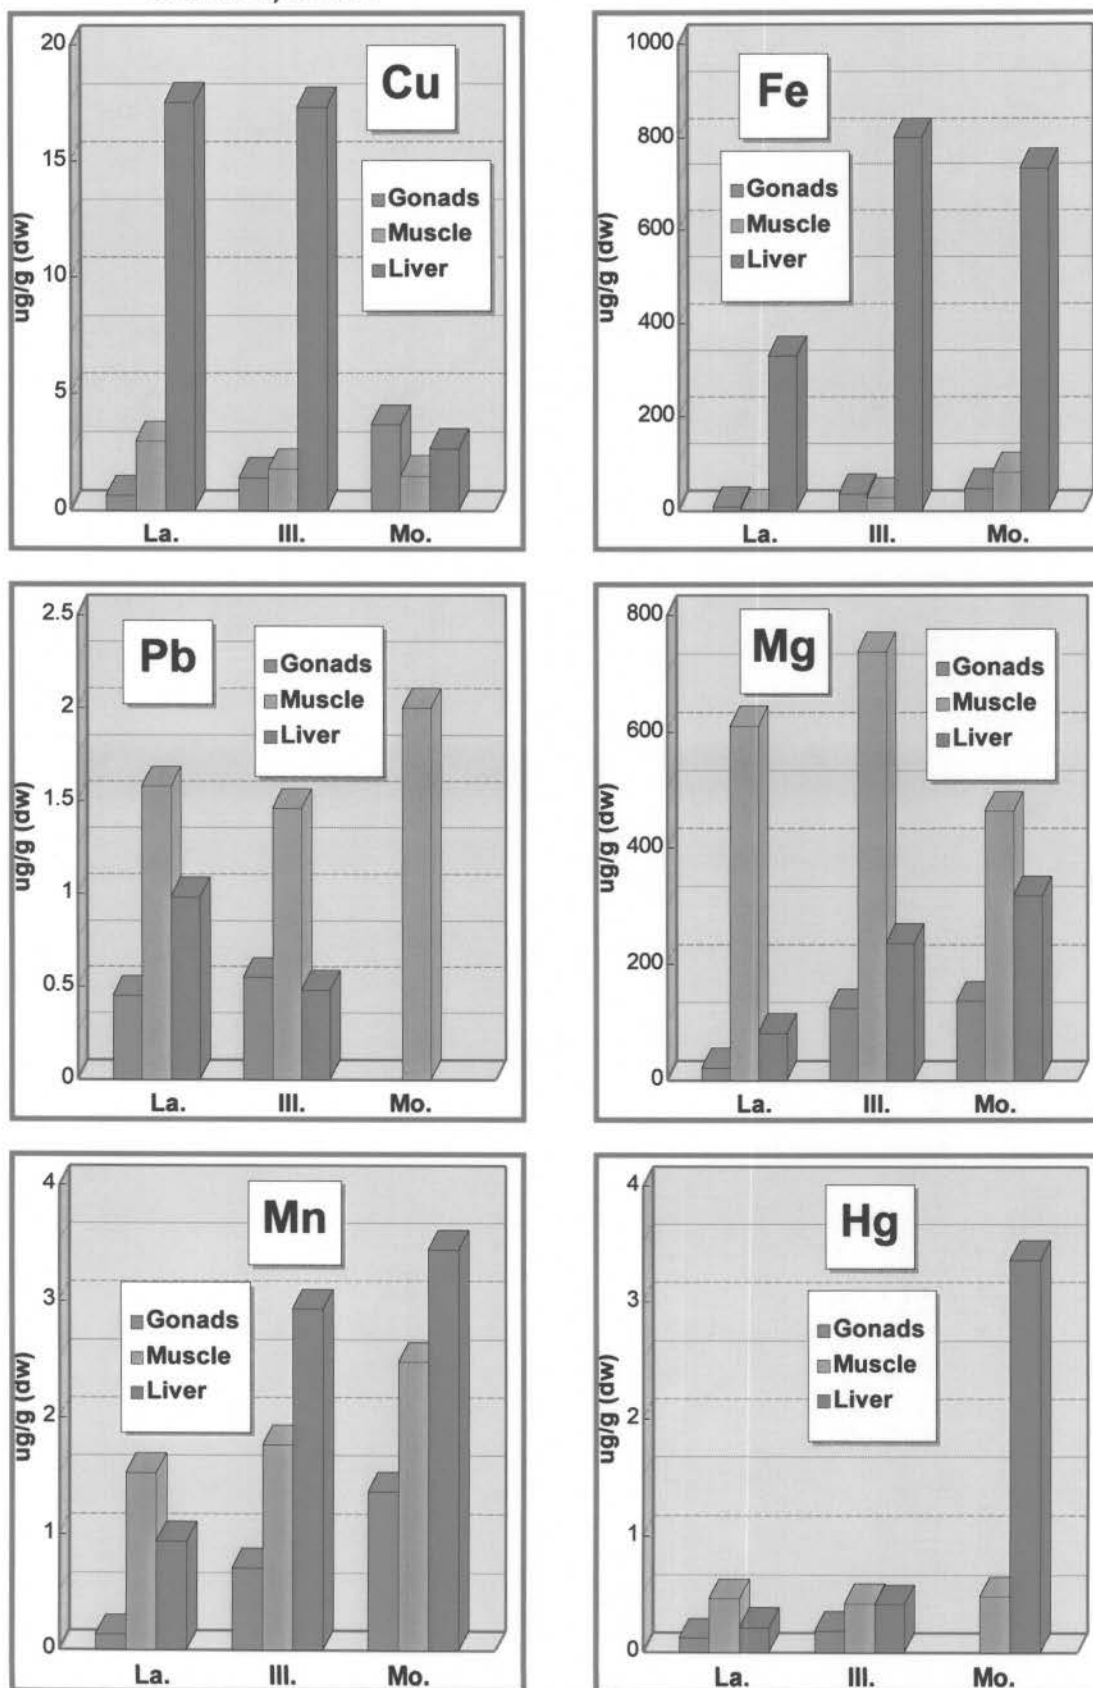 20
15
10
5
0
ug/g (dw)
Cu
Gonads
Muscle
Liver
La. Ill. Mo.
1000
800
600
400
200
0
ug/g (dw)
Fe
Gonads
Muscle
Liver
La. Ill. Mo.
2.5
2
1.5
1
0.5
0
ug/g (dw)
Pb
Gonads
Muscle
Liver
La. Ill. Mo.
800
600
400
200
0
ug/g (dw)
Mg
Gonads
Muscle
Liver
La. Ill. Mo.
4
3
2
1
0
ug/g (dw)
Mn
Gonads
Muscle
Liver
La. Ill. Mo.
4
3
2
1
0
ug/g (dw)
Hg
Gonads
Muscle
Liver
La. Ill. Mo.